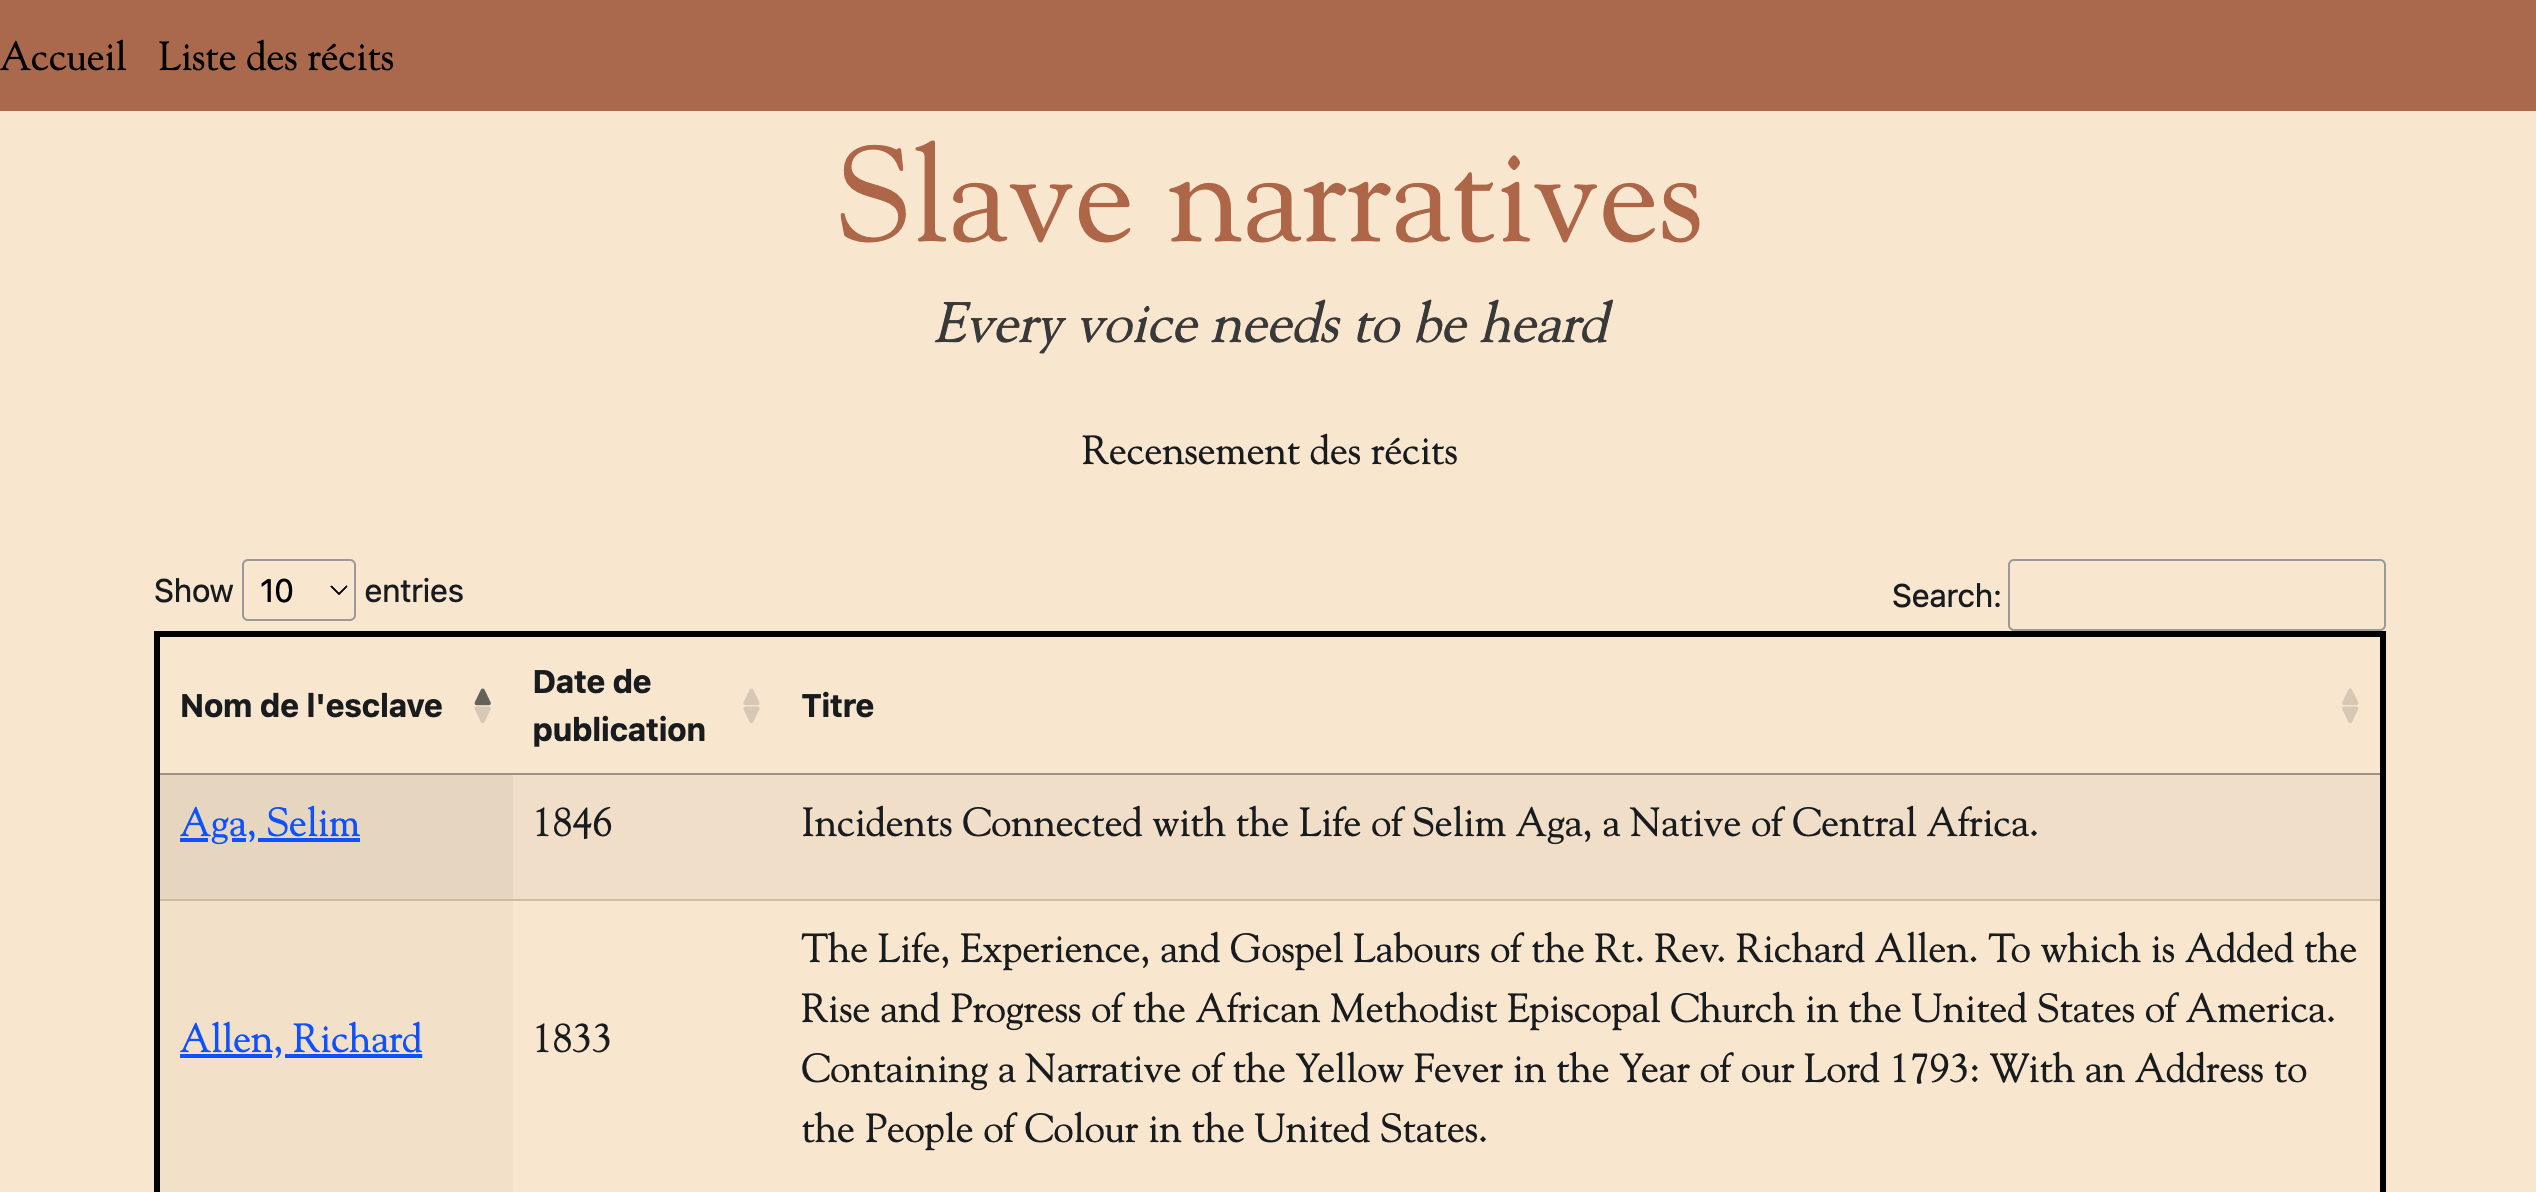 Accueil Liste des récits
Slave narratives
Every voice needs to be heard
Recensement des récits
Show 10 entries Search:
Nom de l'esclave Date de publication Titre
Aga, Selim 1846 Incidents Connected with the Life of Selim Aga, a Native of Central Africa.
Allen, Richard 1833 The Life, Experience, and Gospel Labours of the Rt. Rev. Richard Allen. To which is Added the
Rise and Progress of the African Methodist Episcopal Church in the United States of America.
Containing a Narrative of the Yellow Fever in the Year of our Lord 1793: With an Address to
the People of Colour in the United States.